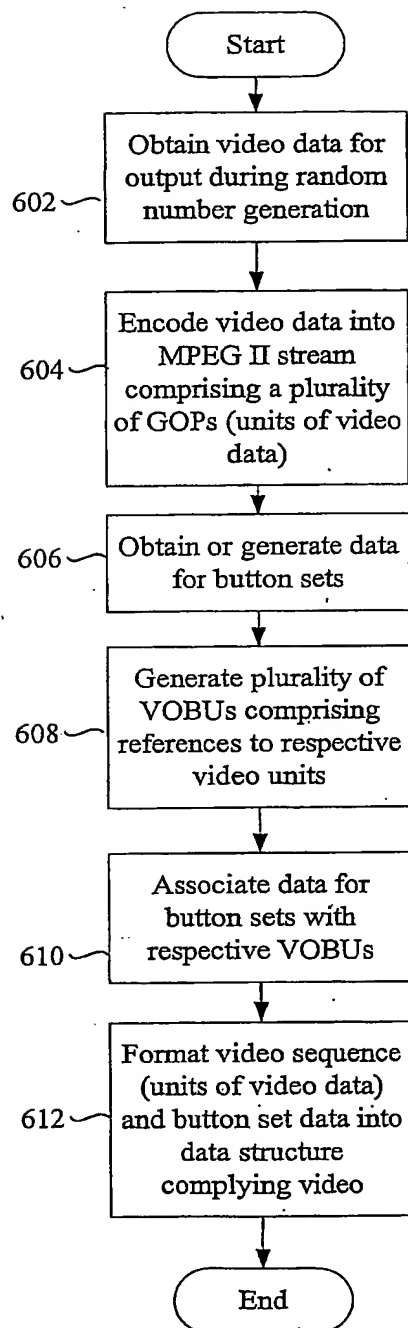 Start
602
Obtain video data for
output during random
number generation
604
Encode video data into
MPEG II stream
comprising a plurality
of GOPs (units of video
data)
606
Obtain or generate data
for button sets
608
Generate plurality of
VOBUs comprising
references to respective
video units
610
Associate data for
button sets with
respective VOBUs
612
Format video sequence
(units of video data)
and button set data into
data structure
complying video
End